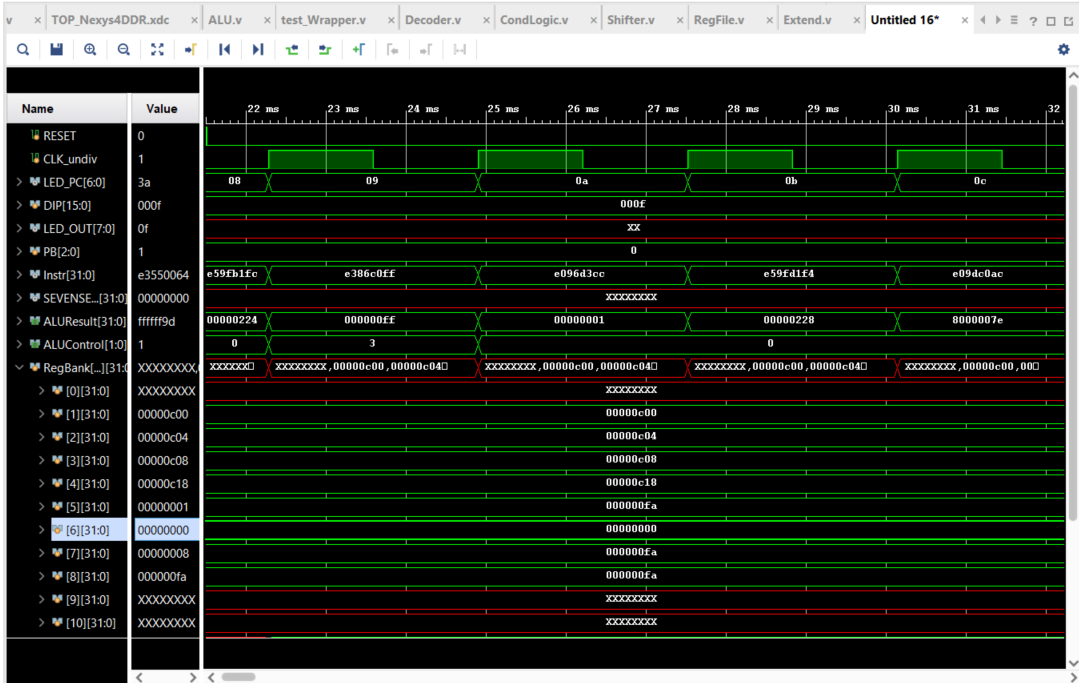 v × TOP_Nexys4DDR.xdc × ALU.v × test_Wrapper.v × Decoder.v × CondLogic.v × Shifter.v × RegFile.v × Extend.v × Untitled 16* × ?
Name Value 22 ms 23 ms 24 ms 25 ms 26 ms 27 ms 28 ms 29 ms 30 ms 31 ms 32
RESET 0
CLK_undiv 1
LED_PC[6:0] 3a 08 09 0a 0b 0c
DIP[15:0] 000f 000f
LED_OUT[7:0] 0f XX
PB[2:0] 1 0
Instr[31:0] e3550064 e59fb1fc e386c0ff e096d3cc e59fd1f4 e09dc0ac
SEVENSE...[31:0] 00000000 XXXXXXXX
ALUResult[31:0] ffffff9d 00000224 000000ff 00000001 00000228 8000007e
ALUControl[1:0] 1 0 3 0
RegBank[...][31:0 XXXXXXXX, XXXXXX XXXXXXXX,00000c00,00000c04 XXXXXXXX,00000c00,00000c04 XXXXXXXX,00000c00,00000c04 XXXXXXXX,00000c00,00
[0][31:0] XXXXXXXX XXXXXXXX
[1][31:0] 00000c00 00000c00
[2][31:0] 00000c04 00000c04
[3][31:0] 00000c08 00000c08
[4][31:0] 00000c18 00000c18
[5][31:0] 00000001 000000fa
[6][31:0] 00000000 00000000
[7][31:0] 00000008 000000fa
[8][31:0] 000000fa 000000fa
[9][31:0] XXXXXXXX XXXXXXXX
[10][31:0] XXXXXXXX XXXXXXXX